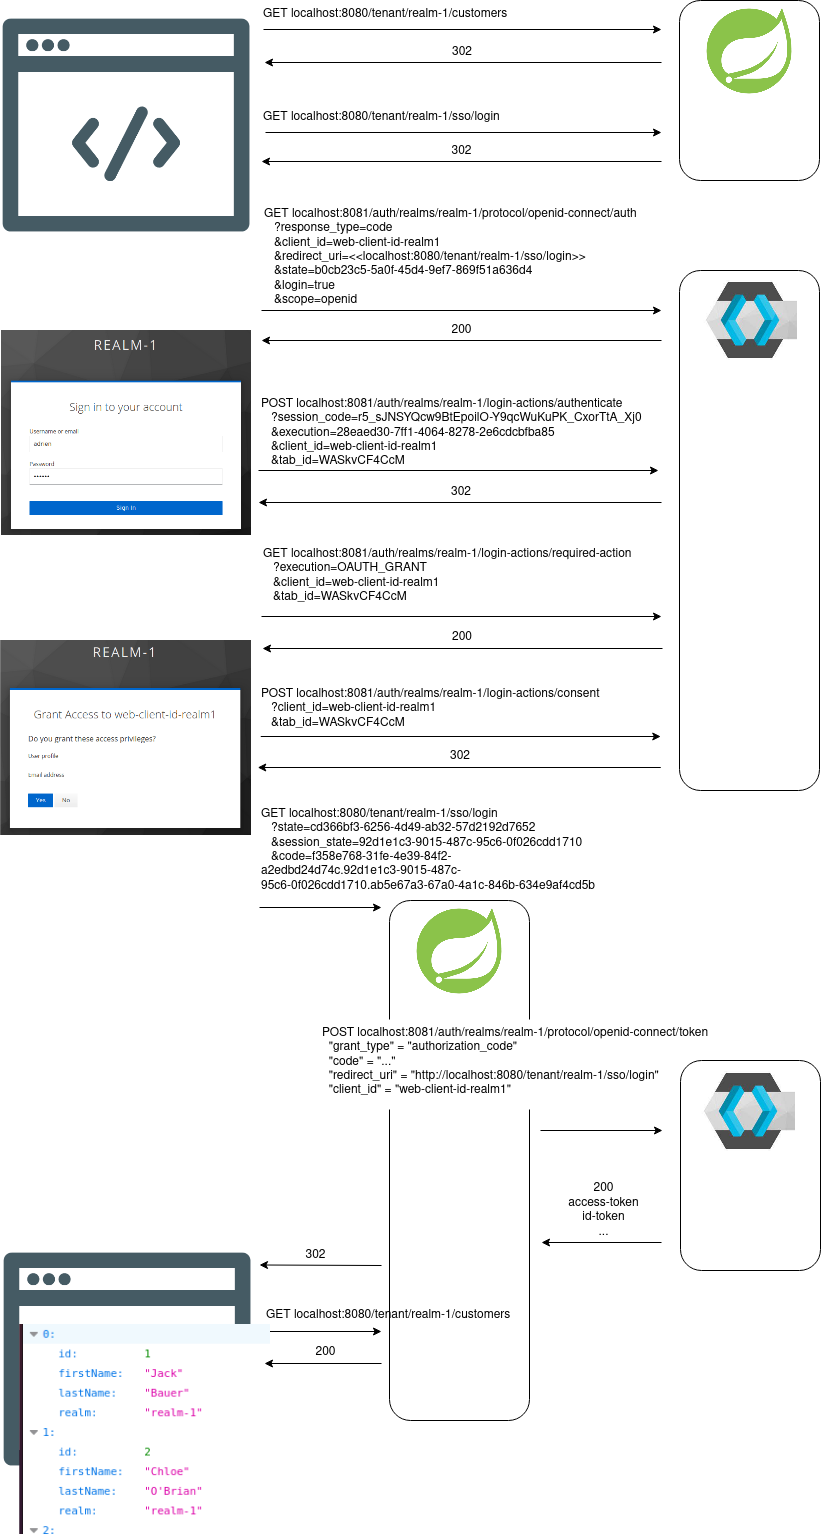 GET localhost:8080/tenant/realm-1/customers
302
GET localhost:8080/tenant/realm-1/sso/login
302
GET localhost:8081/auth/realms/realm-1/protocol/openid-connect/auth
?response_type=code
&client_id=web-client-id-realm1
&redirect_uri=<<localhost:8080/tenant/realm-1/sso/login>>
&state=b0cb23c5-5a0f-45d4-9ef7-869f51a636d4
&login=true
&scope=openid
200
REALM-1
Sign in to your account
Username or email
adrien
Password
••••••
Sign In
POST localhost:8081/auth/realms/realm-1/login-actions/authenticate
?session_code=r5_sJNSYQcw9BtEpoilO-Y9qcWuKuPK_CxorTtA_Xj0
&execution=28eaed30-7ff1-4064-8278-2e6cdcbfba85
&client_id=web-client-id-realm1
&tab_id=WASkvCF4CcM
302
GET localhost:8081/auth/realms/realm-1/login-actions/required-action
?execution=OAUTH_GRANT
&client_id=web-client-id-realm1
&tab_id=WASkvCF4CcM
200
REALM-1
Grant Access to web-client-id-realm1
Do you grant these access privileges?
User profile
Email address
Yes No
POST localhost:8081/auth/realms/realm-1/login-actions/consent
?client_id=web-client-id-realm1
&tab_id=WASkvCF4CcM
302
GET localhost:8080/tenant/realm-1/sso/login
?state=cd366bf3-6256-4d49-ab32-57d2192d7652
&session_state=92d1e1c3-9015-487c-95c6-0f026cdd1710
&code=f358e768-31fe-4e39-84f2-
a2edbd24d74c.92d1e1c3-9015-487c-
95c6-0f026cdd1710.ab5e67a3-67a0-4a1c-846b-634e9af4cd5b
POST localhost:8081/auth/realms/realm-1/protocol/openid-connect/token
"grant_type" = "authorization_code"
"code" = "..."
"redirect_uri" = "http://localhost:8080/tenant/realm-1/sso/login"
"client_id" = "web-client-id-realm1"
200
access-token
id-token
...
302
GET localhost:8080/tenant/realm-1/customers
200
0:
id: 1
firstName: "Jack"
lastName: "Bauer"
realm: "realm-1"
1:
id: 2
firstName: "Chloe"
lastName: "O'Brian"
realm: "realm-1"
2: